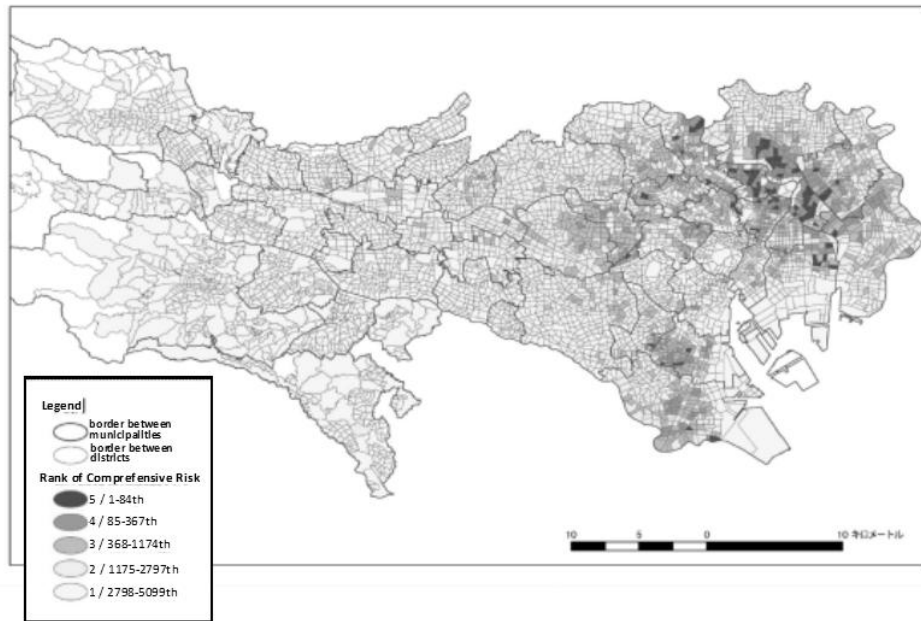 Legend
border between
municipalities
border between
districts
Rank of Comprefensive Risk
5 / 1-84th
4 / 85-367th
3 / 368-1174th
2 / 1175-2797th
1 / 2798-5099th
10 5 0 10 キロメートル